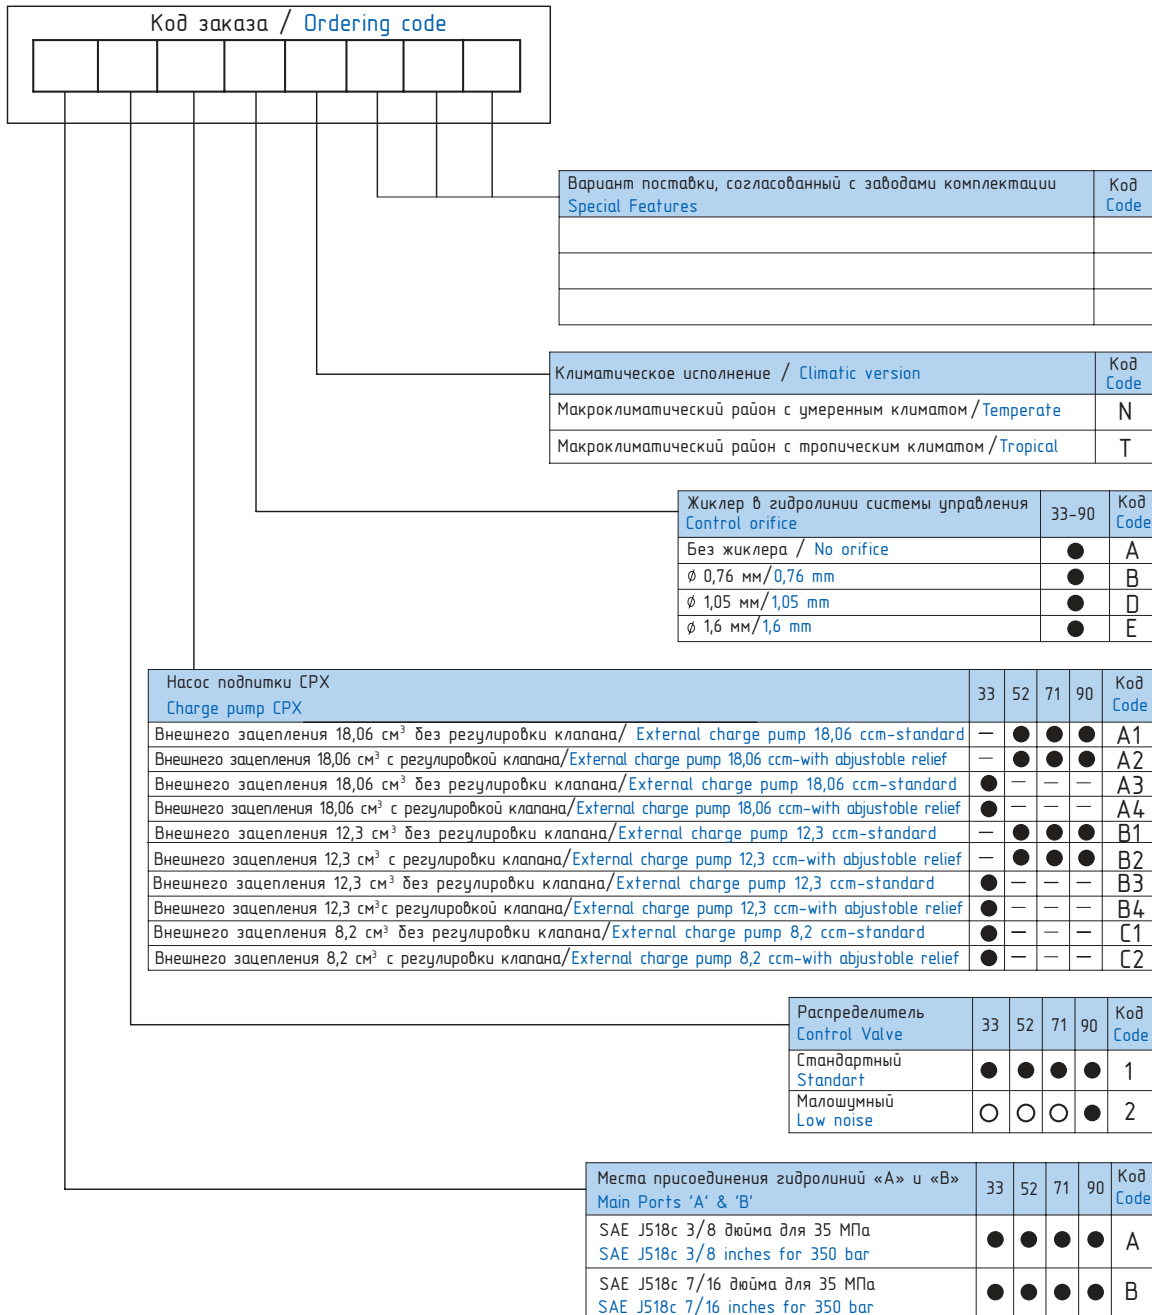 Код заказа / Ordering code
Вариант поставки, согласованный с заводами комплектации
Special Features
Код
Code
Климатическое исполнение / Climatic version
Код
Code
Макроклиматический район с умеренным климатом/Temperate N
Макроклиматический район с тропическим климатом/Tropical T
Жиклер в гидролинии системы управления
Control orifice
33-90
Код
Code
Без жиклера / No orifice ● A
ø 0,76 мм/0,76 mm ● B
ø 1,05 мм/1,05 mm ● D
ø 1,6 мм/1,6 mm ● E
Насос подпитки СРХ
Charge pump CPX
33 52 71 90
Код
Code
Внешнего зацепления 18,06 см³ без регулировки клапана/ External charge pump 18,06 ccm-standard — ● ● ● A1
Внешнего зацепления 18,06 см³ с регулировки клапана/External charge pump 18,06 ccm-with abjustable relief — ● ● ● A2
Внешнего зацепления 18,06 см³ без регулировки клапана/External charge pump 18,06 ccm-standard ● — — — A3
Внешнего зацепления 18,06 см³ с регулировкой клапана/External charge pump 18,06 ccm-with abjustoble relief ● — — — A4
Внешнего зацепления 12,3 см³ без регулировки клапана/External charge pump 12,3 ccm-standard — ● ● ● B1
Внешнего зацепления 12,3 см³ с регулировки клапана/External charge pump 12,3 ccm-with abjustoble relief — ● ● ● B2
Внешнего зацепления 12,3 см³ без регулировки клапана/External charge pump 12,3 ccm-standard ● — — — B3
Внешнего зацепления 12,3 см³с регулировкой клапана/External charge pump 12,3 ccm-with abjustoble relief ● — — — B4
Внешнего зацепления 8,2 см³ без регулировки клапана/External charge pump 8,2 ccm-standard ● — — — C1
Внешнего зацепления 8,2 см³ с регулировки клапана/External charge pump 8,2 ccm-with abjustoble relief ● — — — C2
Распределитель
Control Valve
33 52 71 90
Код
Code
Стандартный
Standart
● ● ● ● 1
Малошумный
Low noise
○ ○ ○ ● 2
Места присоединения гидролиний «А» и «В»
Main Ports 'A' & 'B'
33 52 71 90
Код
Code
SAE J518c 3/8 дюйма для 35 МПа
SAE J518c 3/8 inches for 350 bar
● ● ● ● A
SAE J518c 7/16 дюйма для 35 МПа
SAE J518c 7/16 inches for 350 bar
● ● ● ● B